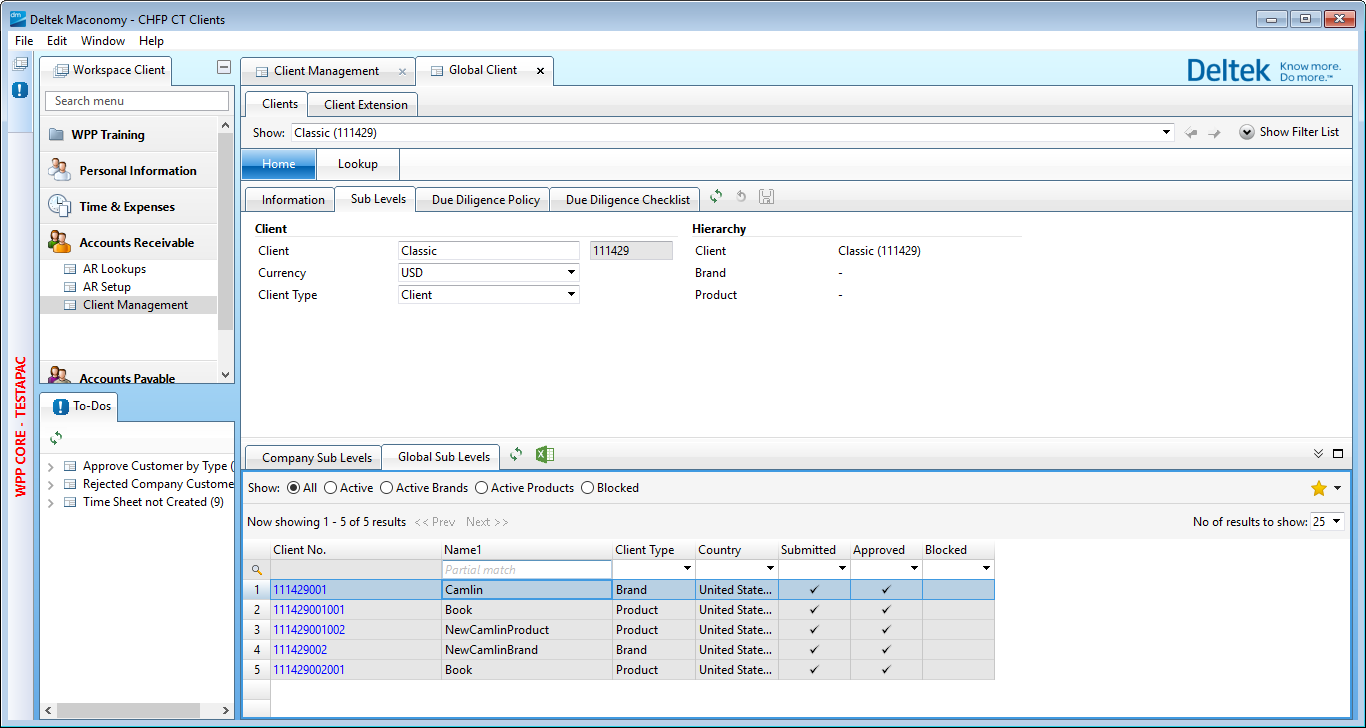 Deltek Maconomy - CHFP CT Clients
File Edit Window Help
Workspace Client
Search menu
WPP Training
Personal Information
Time & Expenses
Accounts Receivable
AR Lookups
AR Setup
Client Management
Accounts Payable
WPP CORE - TESTAPAC
To-Dos
Approve Customer by Type (
Rejected Company Custome
Time Sheet not Created (9)
Client Management Global Client
Deltek Know more.
Do more.™
Clients Client Extension
Show: Classic (111429) Show Filter List
Home Lookup
Information Sub Levels Due Diligence Policy Due Diligence Checklist
Client Hierarchy
Client Classic 111429 Client Classic (111429)
Currency USD Brand -
Client Type Client Product -
Company Sub Levels Global Sub Levels
Show: All Active Active Brands Active Products Blocked
Now showing 1 - 5 of 5 results << Prev Next >> No of results to show: 25
Client No. Name1 Client Type Country Submitted Approved Blocked
Partial match
1 111429001 Camlin Brand United State... ✓ ✓
2 111429001001 Book Product United State... ✓ ✓
3 111429001002 NewCamlinProduct Product United State... ✓ ✓
4 111429002 NewCamlinBrand Brand United State... ✓ ✓
5 111429002001 Book Product United State... ✓ ✓